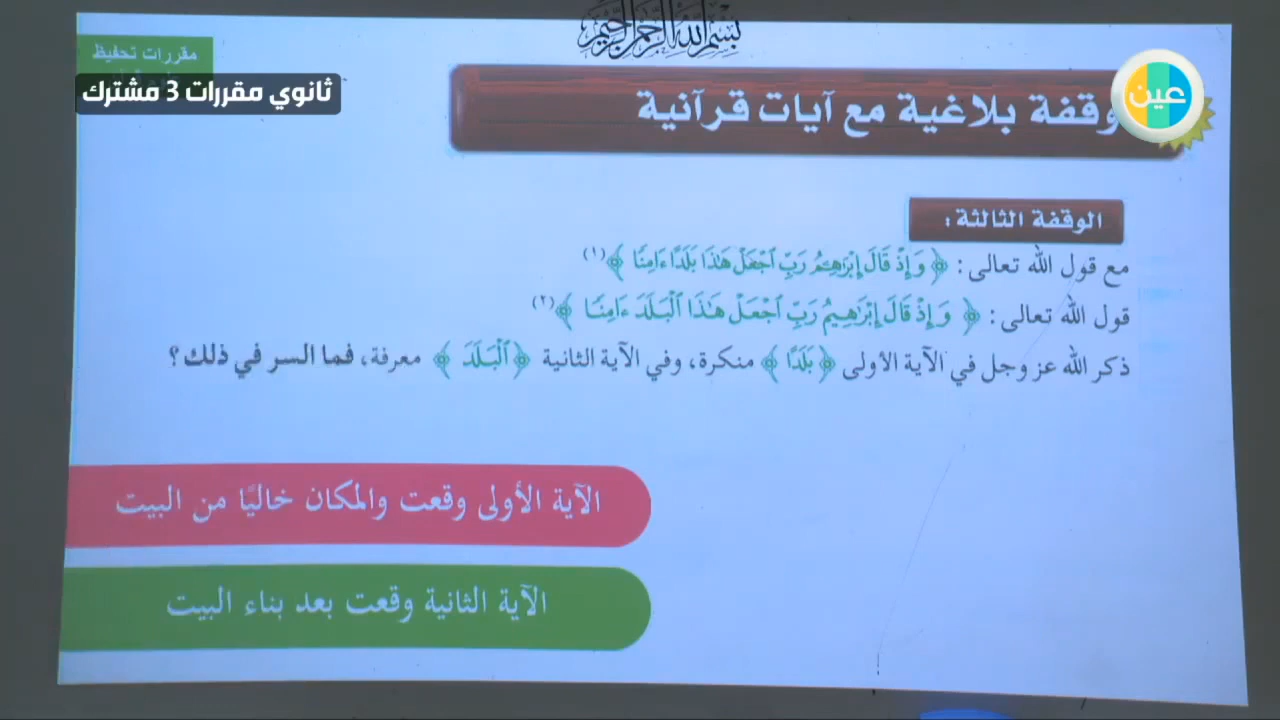 بسم الله الرحمن الرحيم
مقررات تحفيظ
ثانوي مقررات 3 مشترك
عين
وقفة بلاغية مع آيات قرآنية
الوقفة الثالثة :
مع قول الله تعالى : ﴿ وَإِذْ قَالَ إِبْرَٰهِـۧمُ رَبِّ ٱجْعَلْ هَٰذَا بَلَدًا ءَامِنًا ﴾(١)
قول الله تعالى : ﴿ وَإِذْ قَالَ إِبْرَٰهِيمُ رَبِّ ٱجْعَلْ هَٰذَا ٱلْبَلَدَ ءَامِنًا ﴾(٢)
ذكر الله عز وجل في الآية الأولى ﴿ بَلَدًا ﴾ منكرة، وفي الآية الثانية ﴿ ٱلْبَلَدَ ﴾ معرفة، فما السر في ذلك ؟
الآية الأولى وقعت والمكان خاليًا من البيت
الآية الثانية وقعت بعد بناء البيت